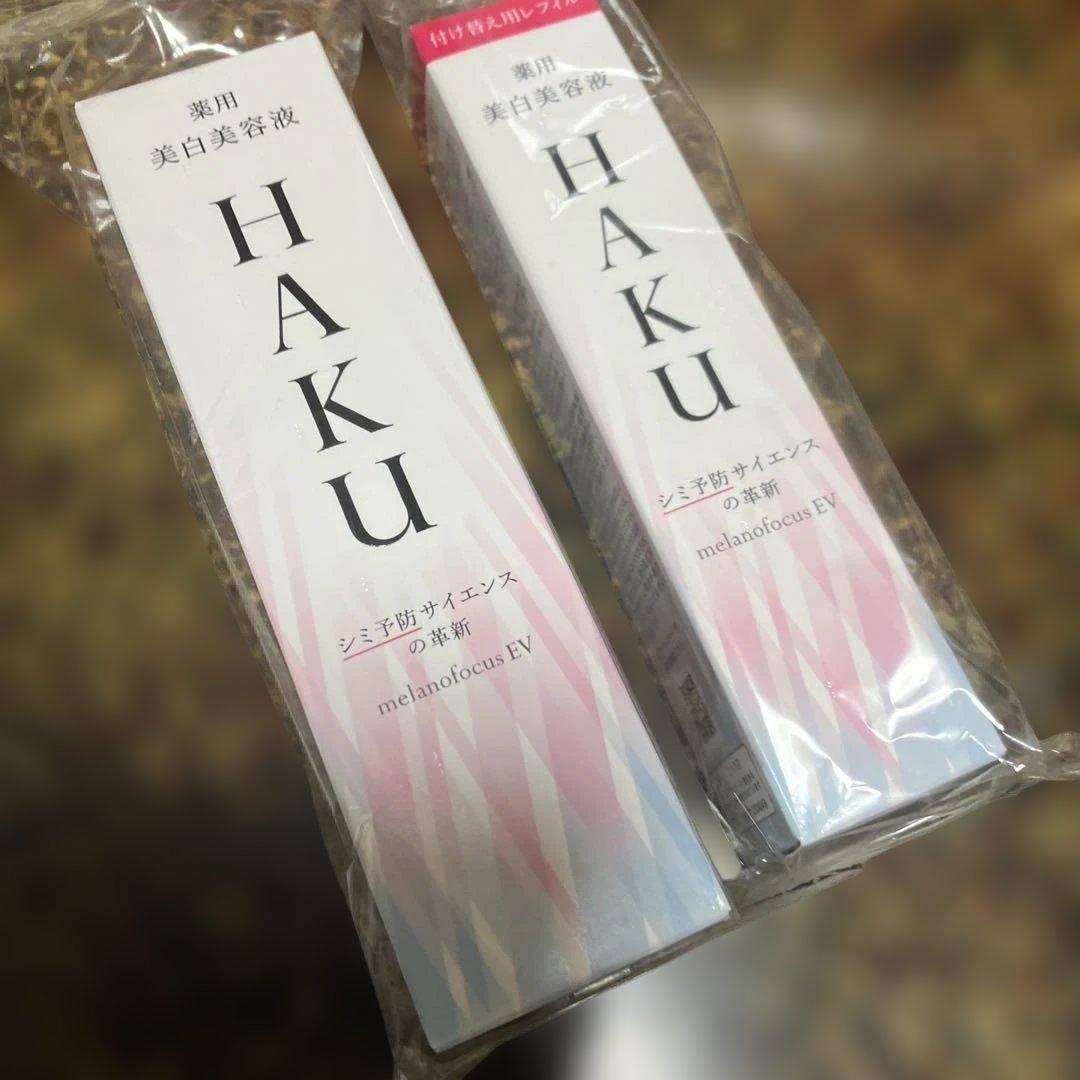 薬用
美白美容液
HAKU
シミ予防サイエンス
の革新
melanofocus EV
付け替え用レフィル
薬用
美白美容液
HAKU
シミ予防サイエンス
の革新
melanofocus EV